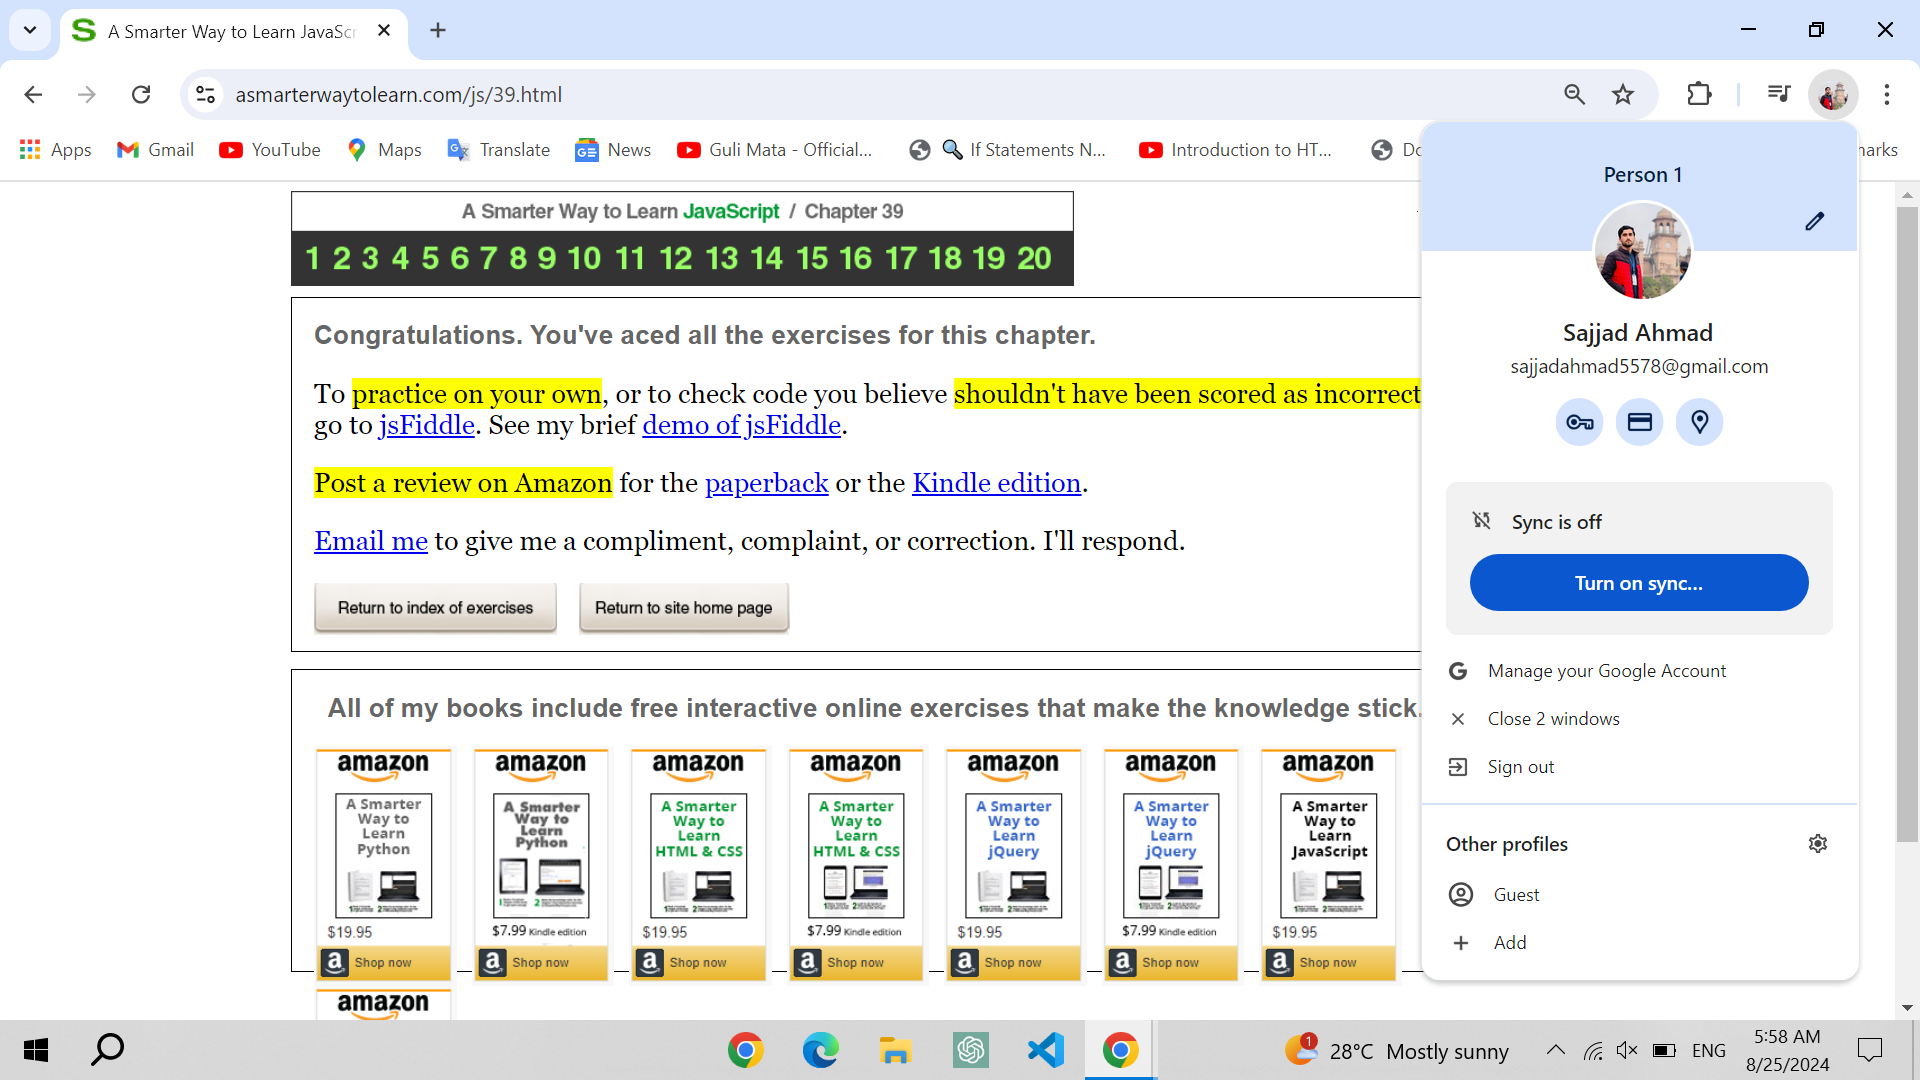 A Smarter Way to Learn JavaScr
asmarterwaytolearn.com/js/39.html
Apps Gmail YouTube Maps Translate News Guli Mata - Official... If Statements N... Introduction to HT... Do narks
A Smarter Way to Learn JavaScript / Chapter 39
1 2 3 4 5 6 7 8 9 10 11 12 13 14 15 16 17 18 19 20
Congratulations. You've aced all the exercises for this chapter.
To practice on your own, or to check code you believe shouldn't have been scored as incorrect
go to jsFiddle. See my brief demo of jsFiddle.
Post a review on Amazon for the paperback or the Kindle edition.
Email me to give me a compliment, complaint, or correction. I'll respond.
Return to index of exercises Return to site home page
All of my books include free interactive online exercises that make the knowledge stick.
amazon amazon amazon amazon amazon amazon amazon
A Smarter A Smarter A Smarter A Smarter A Smarter A Smarter A Smarter
Way to Way to Way to Way to Way to Way to Way to
Learn Learn Learn Learn Learn Learn Learn
Python Python HTML & CSS HTML & CSS jQuery jQuery JavaScript
$19.95 $7.99 Kindle edition $19.95 $7.99 Kindle edition $19.95 $7.99 Kindle edition $19.95
a Shop now a Shop now a Shop now a Shop now a Shop now a Shop now a Shop now
amazon
Person 1
Sajjad Ahmad
sajjadahmad5578@gmail.com
Sync is off
Turn on sync...
Manage your Google Account
Close 2 windows
Sign out
Other profiles
Guest
Add
1 28°C Mostly sunny ENG 5:58 AM
8/25/2024